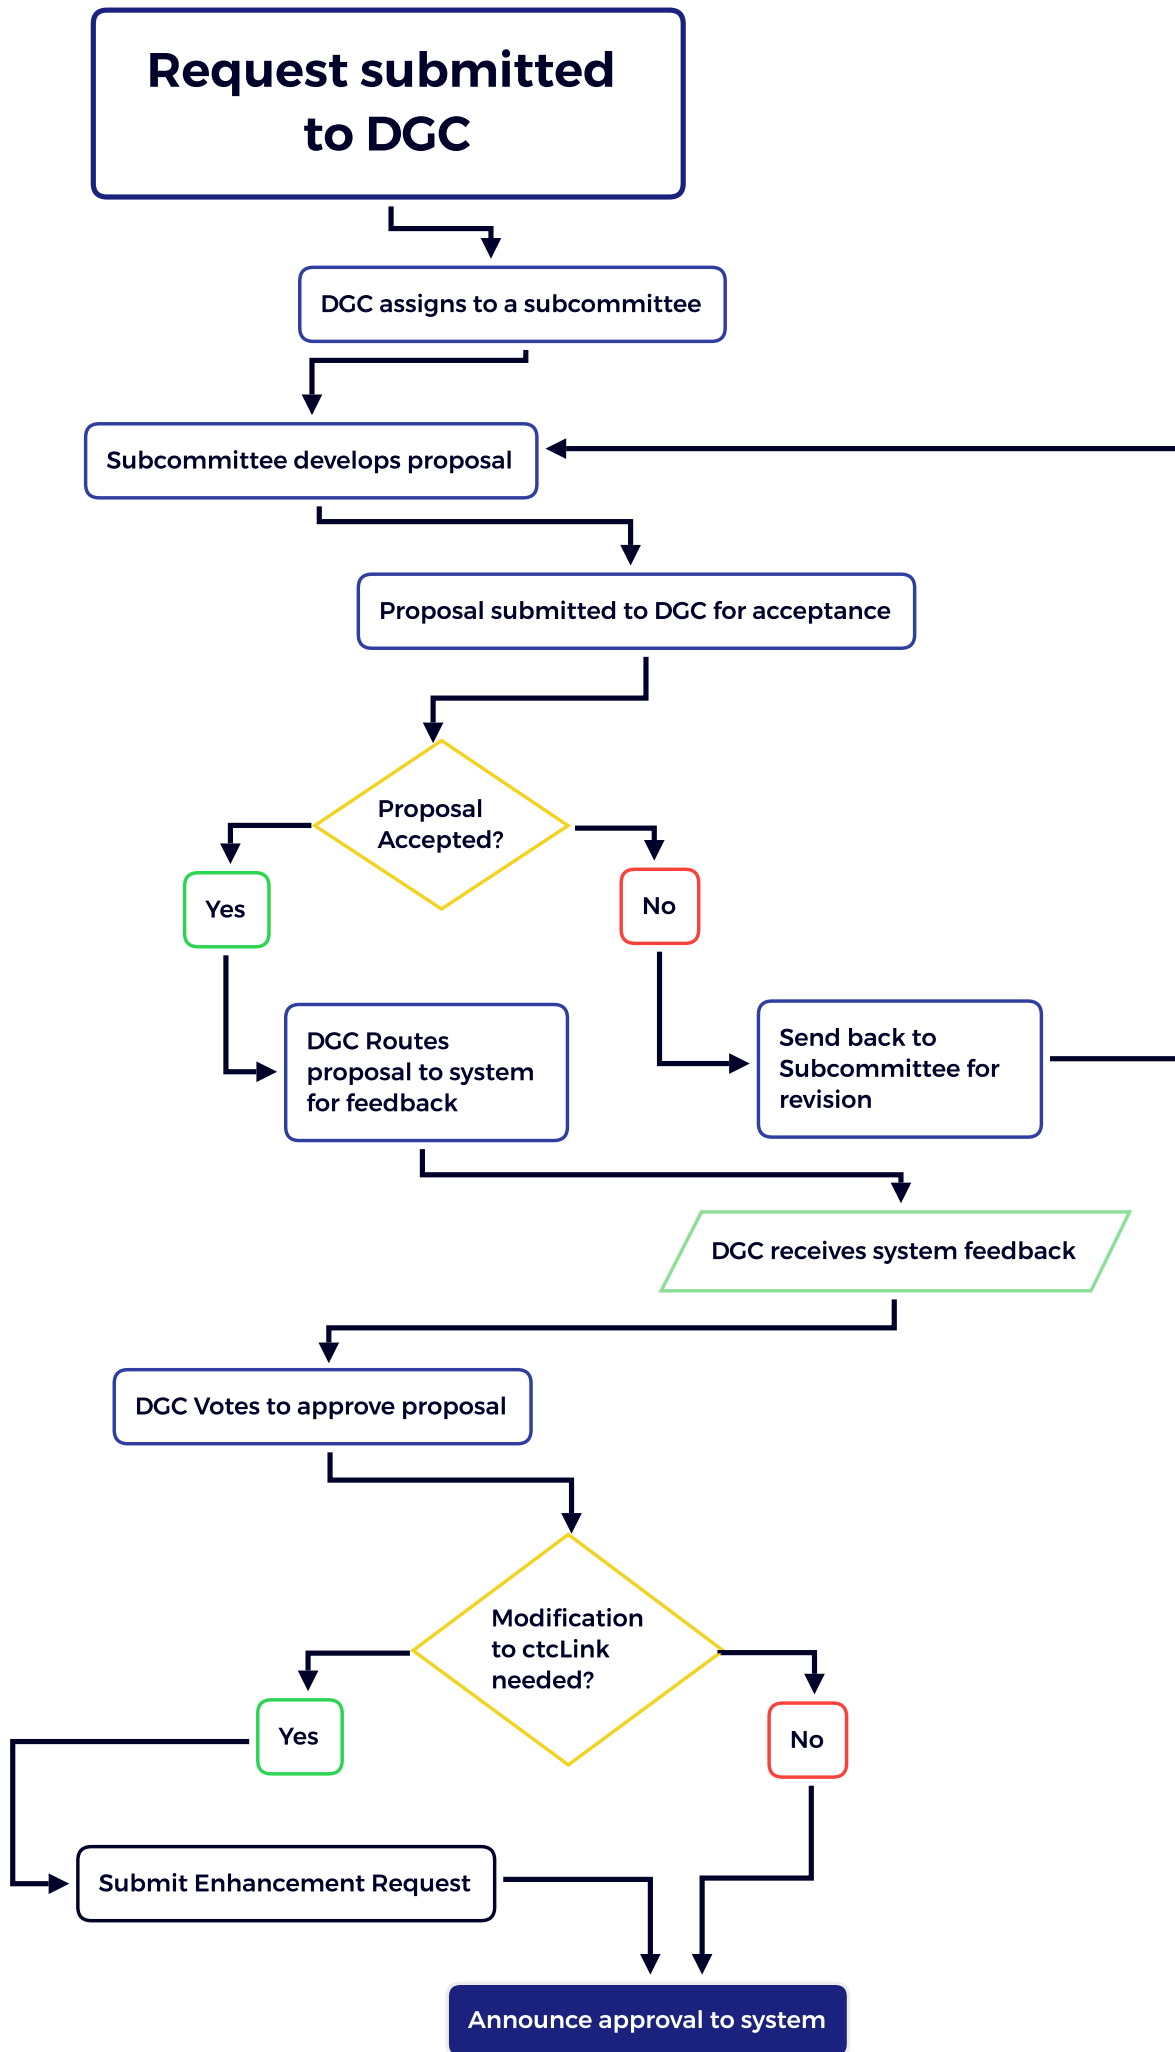 Request submitted
to DGC
DGC assigns to a subcommittee
Subcommittee develops proposal
Proposal submitted to DGC for acceptance
Proposal
Accepted?
Yes
No
DGC Routes
proposal to system
for feedback
Send back to
Subcommittee for
revision
DGC receives system feedback
DGC Votes to approve proposal
Modification
to ctcLink
needed?
Yes
No
Submit Enhancement Request
Announce approval to system